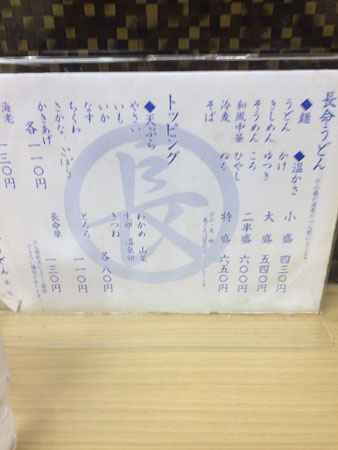 長命うどん
◆麺
うどん
きしめん
そうめん
和風中華
冷麦
そば
◆温かさ
かけ
ゆつき
ころ
ひやし
ぬる
小盛 四三〇円
大盛 五四〇円
二半盛 六〇〇円
特盛 六五〇円
トッピング
◆天ぷら
やさい
いも
いか
なす
ちくわ
さかな
ごぼう
かきあげ
各一一〇円
海老 一三〇円
わかめ 山菜
生卵 温泉卵
きつね
各八〇円
とろろ 一一〇円
長命草 一三〇円
長